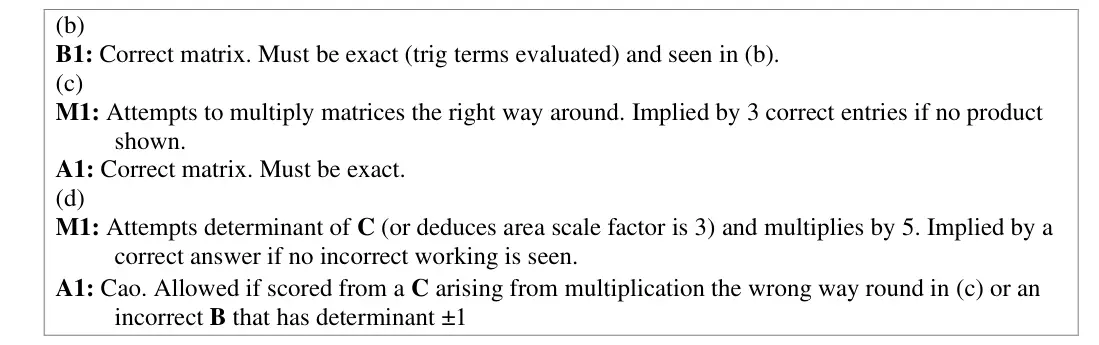 (b)
B1: Correct matrix. Must be exact (trig terms evaluated) and seen in (b).
(c)
M1: Attempts to multiply matrices the right way around. Implied by 3 correct entries if no product
shown.
A1: Correct matrix. Must be exact.
(d)
M1: Attempts determinant of C (or deduces area scale factor is 3) and multiplies by 5. Implied by a
correct answer if no incorrect working is seen.
A1: Cao. Allowed if scored from a C arising from multiplication the wrong way round in (c) or an
incorrect B that has determinant ±1